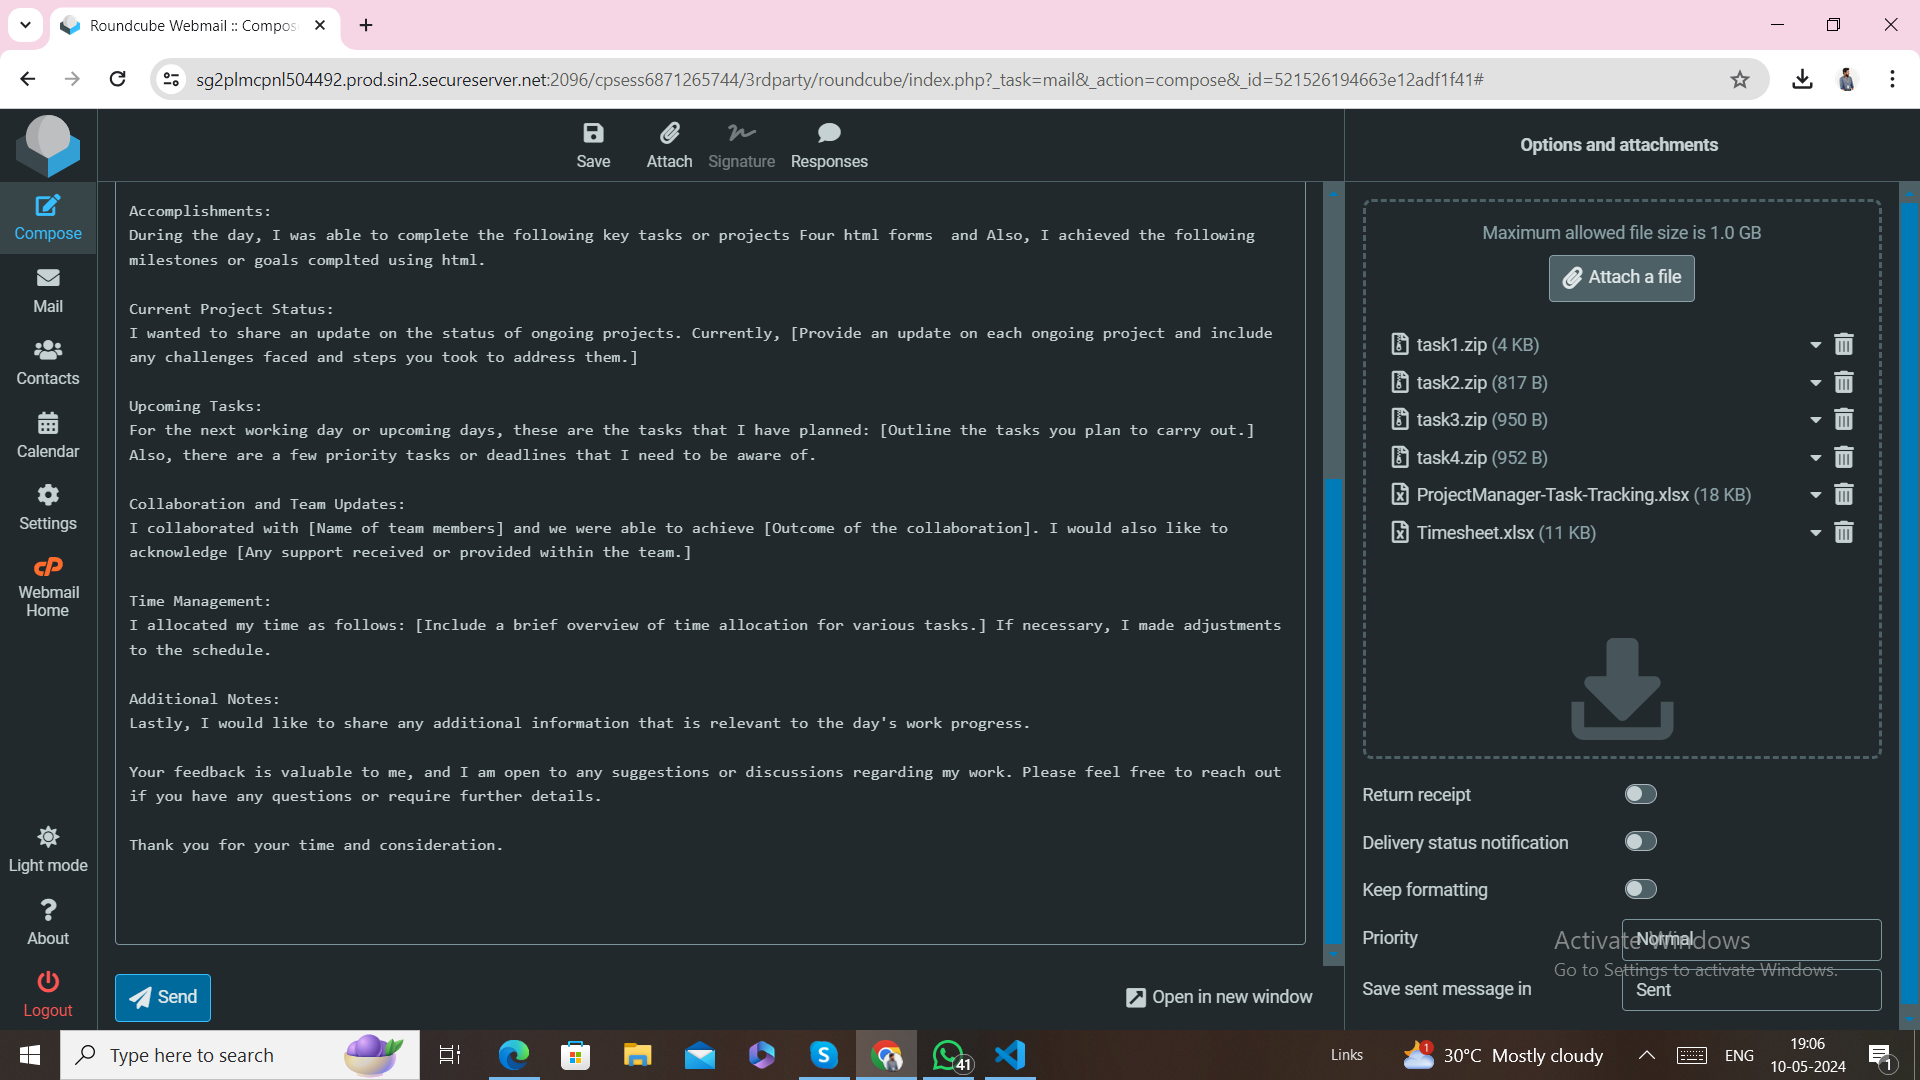 Roundcube Webmail :: Compos
sg2plmcpnl504492.prod.sin2.secureserver.net:2096/cpsess6871265744/3rdparty/roundcube/index.php?_task=mail&_action=compose&_id=521526194663e12adf1f41#
Compose
Mail
Contacts
Calendar
Settings
cP
Webmail
Home
Light mode
?
About
Logout
Save
Attach
Signature
Responses
Accomplishments:
During the day, I was able to complete the following key tasks or projects Four html forms  and Also, I achieved the following
milestones or goals complted using html.
Current Project Status:
I wanted to share an update on the status of ongoing projects. Currently, [Provide an update on each ongoing project and include
any challenges faced and steps you took to address them.]
Upcoming Tasks:
For the next working day or upcoming days, these are the tasks that I have planned: [Outline the tasks you plan to carry out.]
Also, there are a few priority tasks or deadlines that I need to be aware of.
Collaboration and Team Updates:
I collaborated with [Name of team members] and we were able to achieve [Outcome of the collaboration]. I would also like to
acknowledge [Any support received or provided within the team.]
Time Management:
I allocated my time as follows: [Include a brief overview of time allocation for various tasks.] If necessary, I made adjustments
to the schedule.
Additional Notes:
Lastly, I would like to share any additional information that is relevant to the day's work progress.
Your feedback is valuable to me, and I am open to any suggestions or discussions regarding my work. Please feel free to reach out
if you have any questions or require further details.
Thank you for your time and consideration.
Send
Open in new window
Options and attachments
Maximum allowed file size is 1.0 GB
Attach a file
task1.zip (4 KB)
task2.zip (817 B)
task3.zip (950 B)
task4.zip (952 B)
ProjectManager-Task-Tracking.xlsx (18 KB)
Timesheet.xlsx (11 KB)
Return receipt
Delivery status notification
Keep formatting
Priority
Normal
Save sent message in
Sent
Activate Windows
Go to Settings to activate Windows.
Type here to search
41
Links
1
30°C Mostly cloudy
ENG
19:06
10-05-2024
1